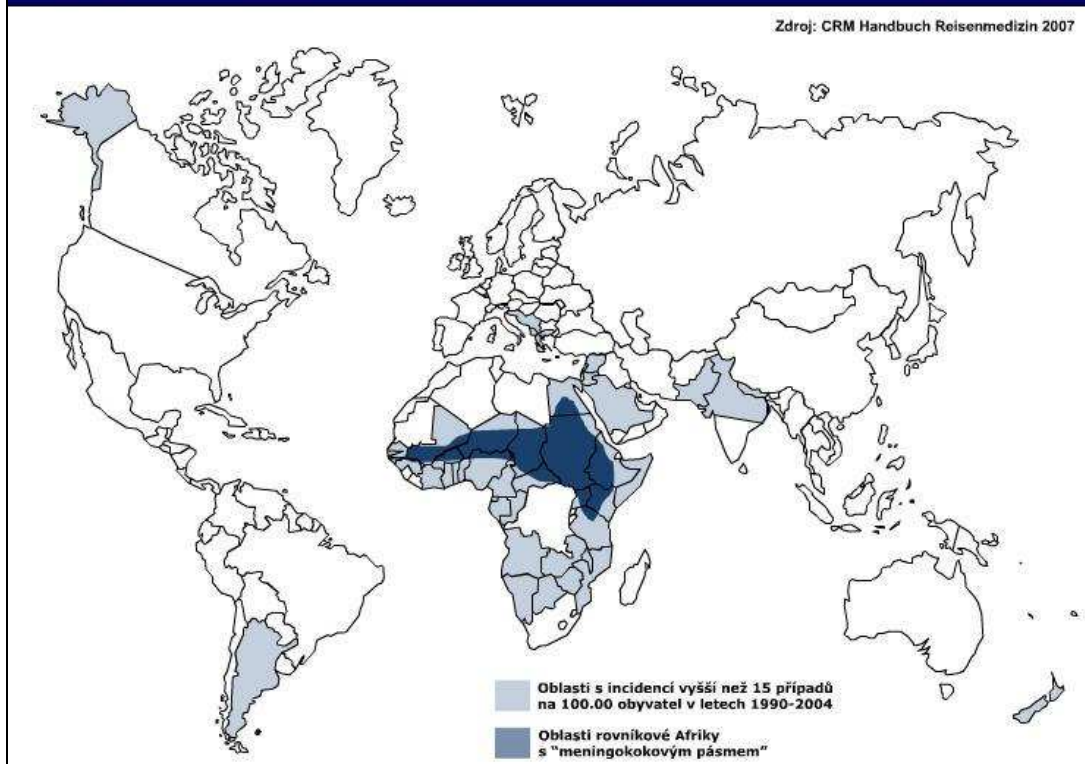 Zdroj: CRM Handbuch Reisenmedizin 2007
Oblasti s incidencí vyšší než 15 případů
na 100.00 obyvatel v letech 1990-2004
Oblasti rovníkové Afriky
s “meningokokovým pásmem”